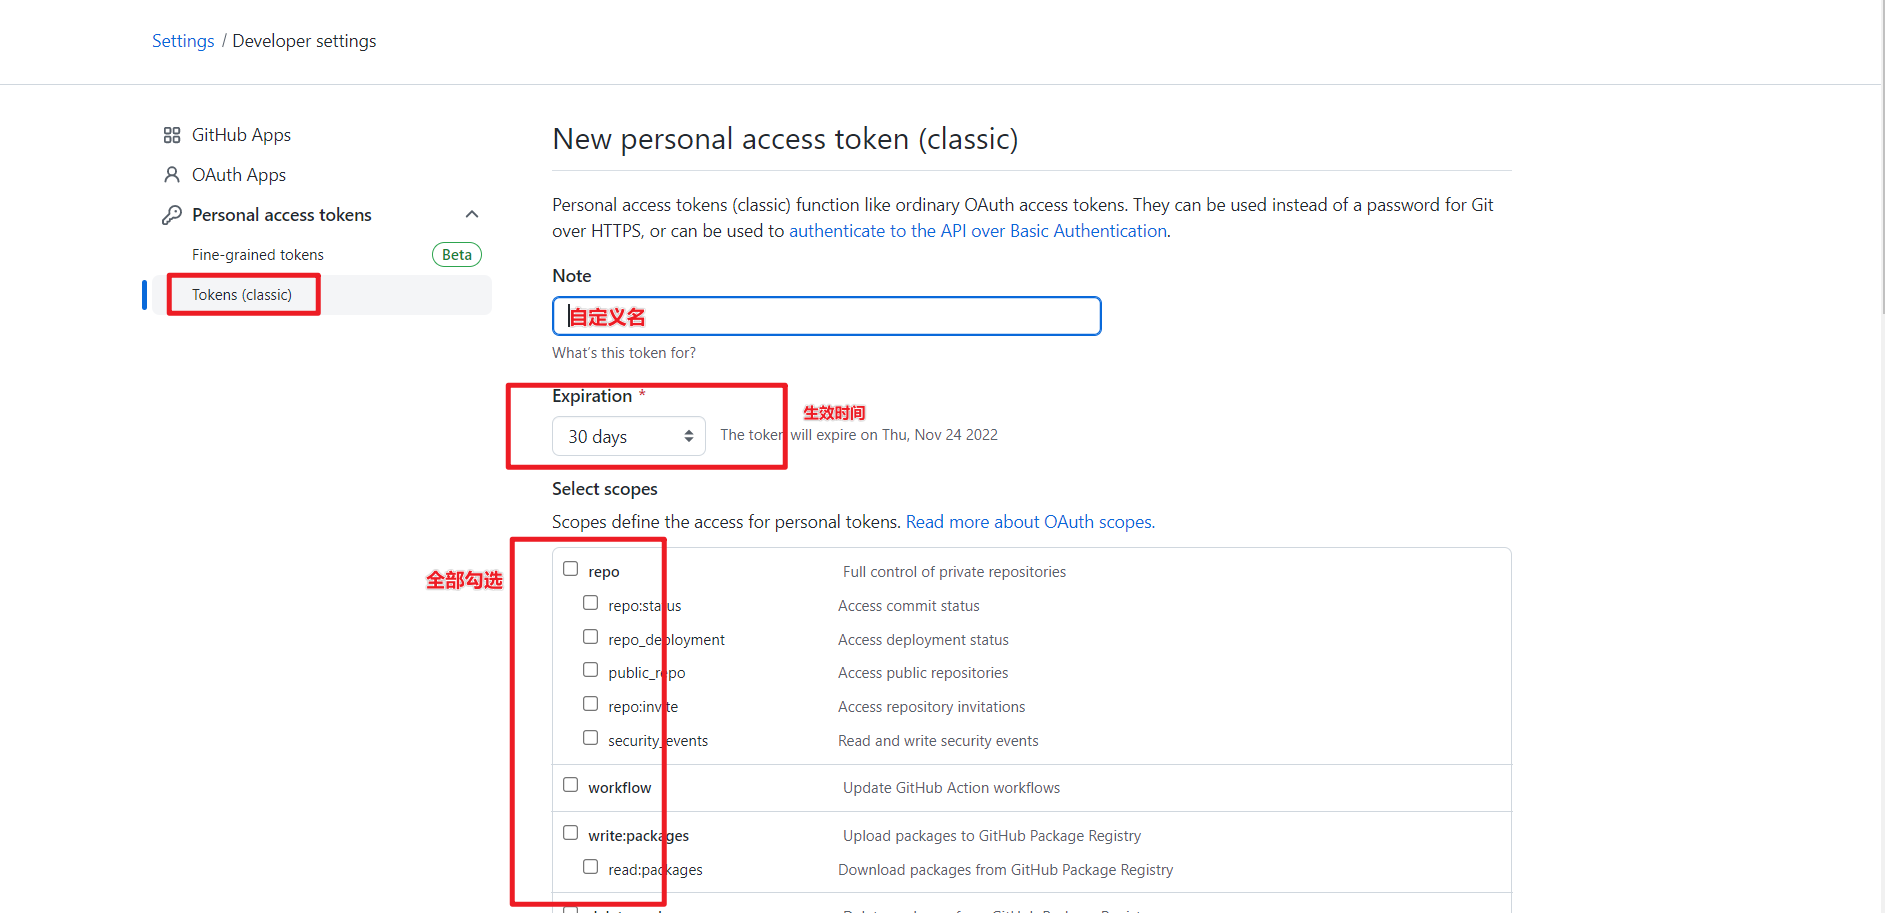 Settings / Developer settings
GitHub Apps
OAuth Apps
Personal access tokens
Fine-grained tokens Beta
Tokens (classic)
New personal access token (classic)
Personal access tokens (classic) function like ordinary OAuth access tokens. They can be used instead of a password for Git
over HTTPS, or can be used to authenticate to the API over Basic Authentication.
Note
自定义名
What's this token for?
Expiration *
生效时间
30 days The token will expire on Thu, Nov 24 2022
Select scopes
Scopes define the access for personal tokens. Read more about OAuth scopes.
全部勾选
repo Full control of private repositories
repo:status Access commit status
repo_deployment Access deployment status
public_repo Access public repositories
repo:invite Access repository invitations
security_events Read and write security events
workflow Update GitHub Action workflows
write:packages Upload packages to GitHub Package Registry
read:packages Download packages from GitHub Package Registry